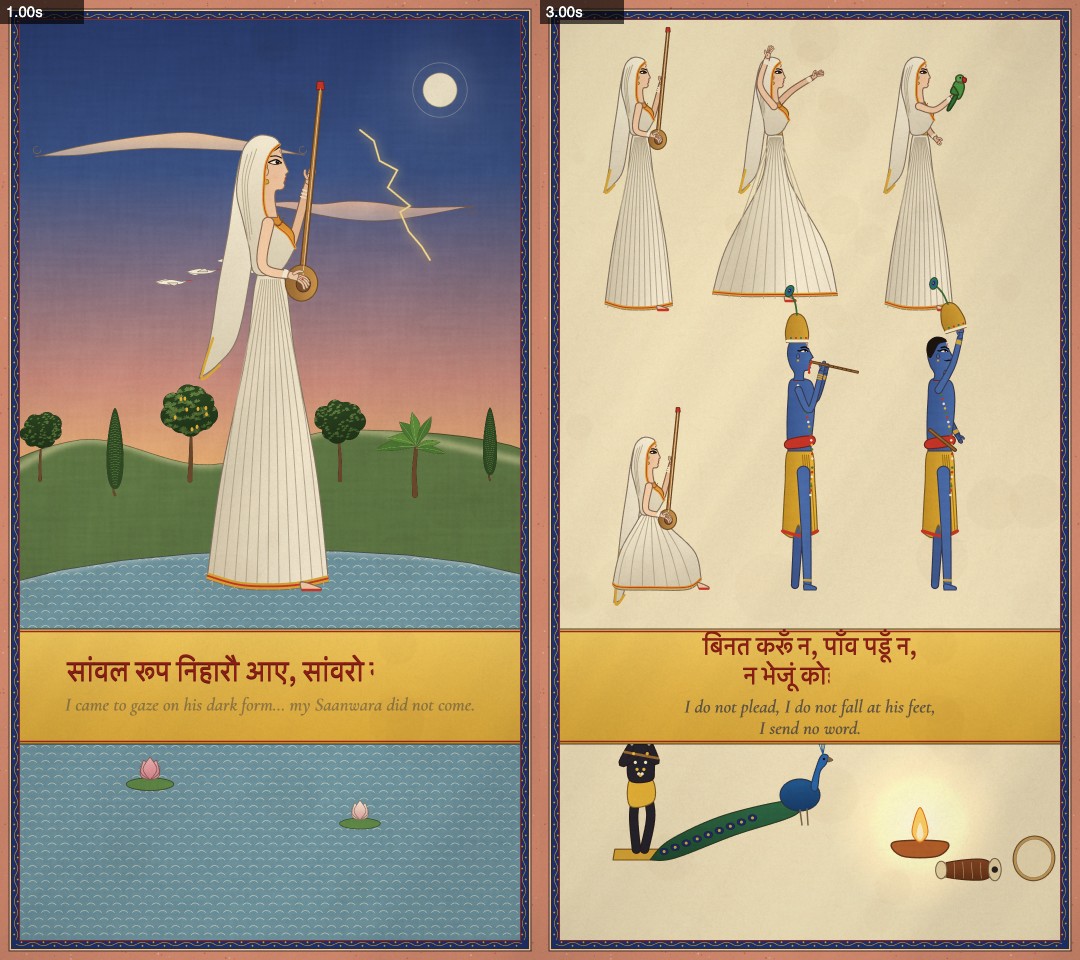 1.00s
सांवल रूप निहारौ आए, सांवरो
I came to gaze on his dark form... my Saanwara did not come.
3.00s
बिनत करूँ न, पाँव पड़ूँ न,
न भेजूं को
I do not plead, I do not fall at his feet,
I send no word.